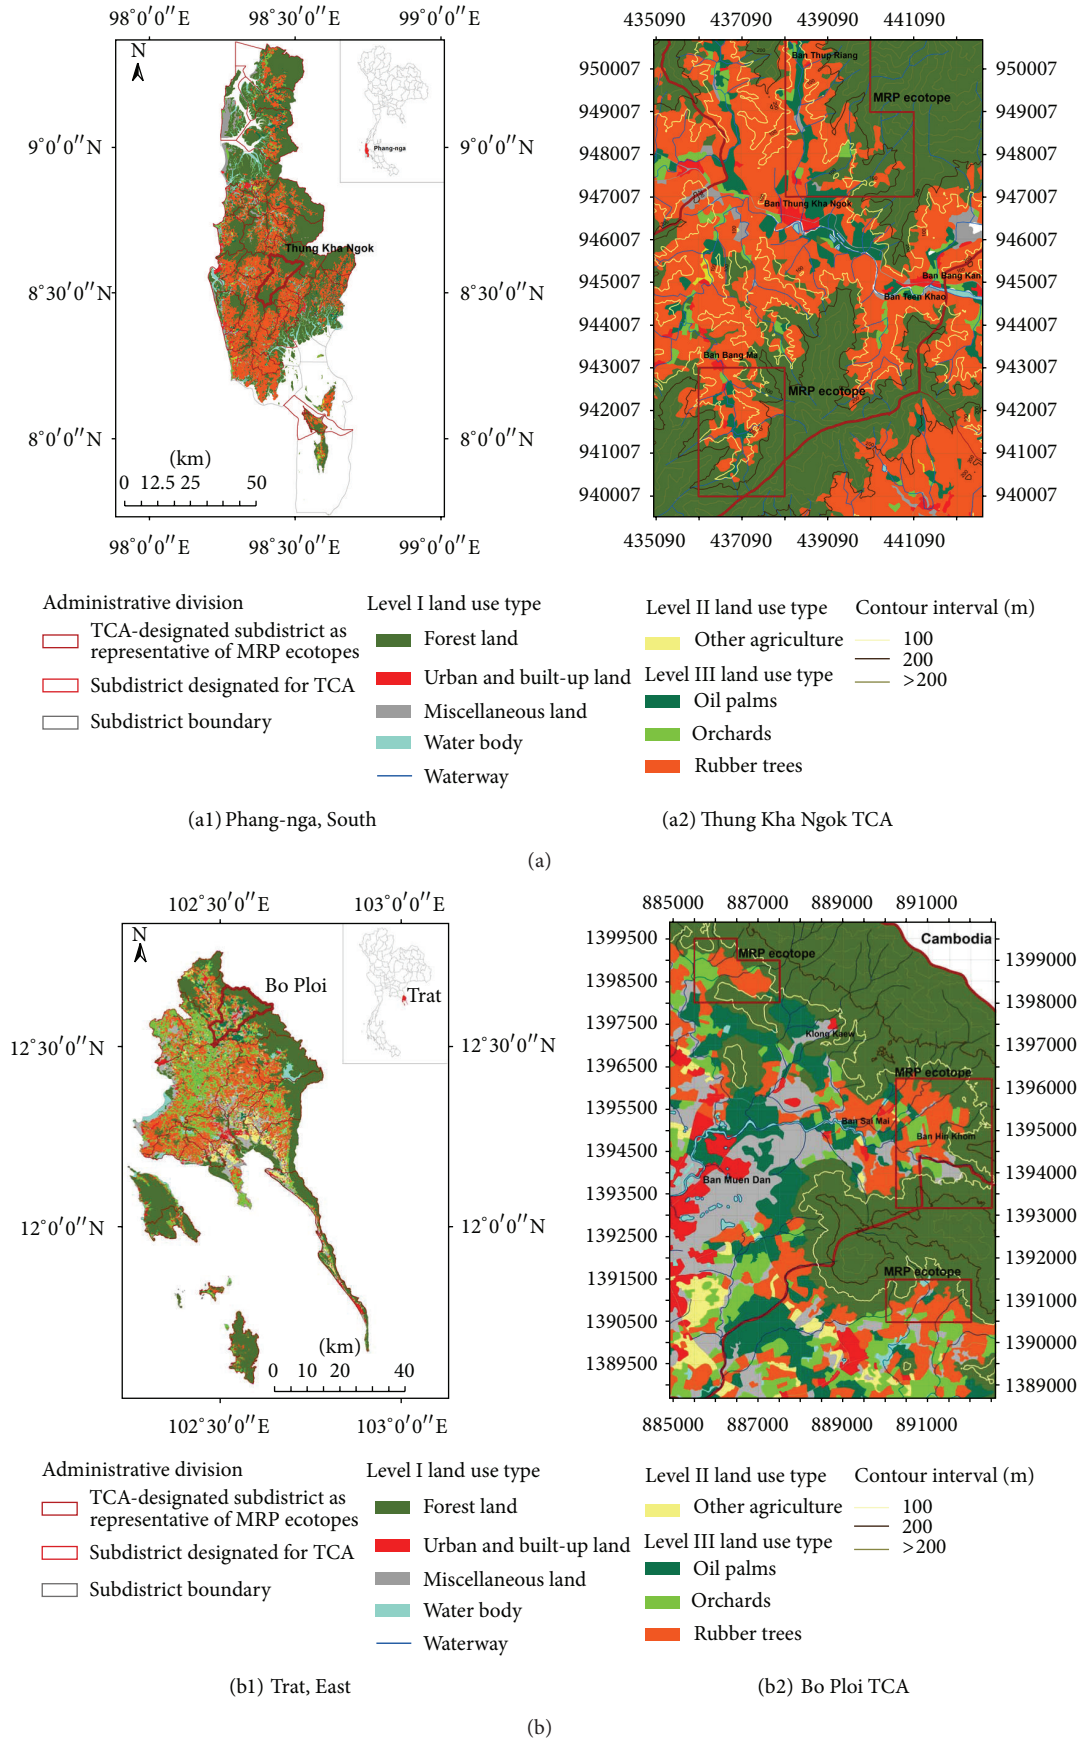 98°0′0″E 98°30′0″E 99°0′0″E
435090 437090 439090 441090
N
Phang-nga
9°0′0″N
9°0′0″N
Thung Kha Ngok
8°30′0″N
8°30′0″N
8°0′0″N
8°0′0″N
(km)
0 12.5 25 50
98°0′0″E 98°30′0″E 99°0′0″E
950007
949007
948007
947007
946007
945007
944007
943007
942007
941007
940007
Ban Thup Riang
MRP ecotope
Ban Thung Kha Ngok
Ban Bang Kan
Ban Teen Khao
Ban Bang Ma
MRP ecotope
950007
949007
948007
947007
946007
945007
944007
943007
942007
941007
940007
435090 437090 439090 441090
Administrative division
TCA-designated subdistrict as
representative of MRP ecotopes
Subdistrict designated for TCA
Subdistrict boundary
Level I land use type
Forest land
Urban and built-up land
Miscellaneous land
Water body
Waterway
Level II land use type
Other agriculture
Level III land use type
Oil palms
Orchards
Rubber trees
Contour interval (m)
100
200
>200
(a1) Phang-nga, South
(a2) Thung Kha Ngok TCA
(a)
102°30′0″E 103°0′0″E
885000 887000 889000 891000
N
Bo Ploi
Trat
12°30′0″N
12°30′0″N
12°0′0″N
12°0′0″N
(km)
0 20 40
102°30′0″E 103°0′0″E
1399500
1398500
1397500
1396500
1395500
1394500
1393500
1392500
1391500
1390500
1389500
Cambodia
MRP ecotope
Klong Kaew
MRP ecotope
Ban Sai Mai
Ban Hin Khom
Ban Muen Dan
MRP ecotope
1399000
1398000
1397000
1396000
1395000
1394000
1393000
1392000
1391000
1390000
1389000
885000 887000 889000 891000
Administrative division
TCA-designated subdistrict as
representative of MRP ecotopes
Subdistrict designated for TCA
Subdistrict boundary
Level I land use type
Forest land
Urban and built-up land
Miscellaneous land
Water body
Waterway
Level II land use type
Other agriculture
Level III land use type
Oil palms
Orchards
Rubber trees
Contour interval (m)
100
200
>200
(b1) Trat, East
(b2) Bo Ploi TCA
(b)